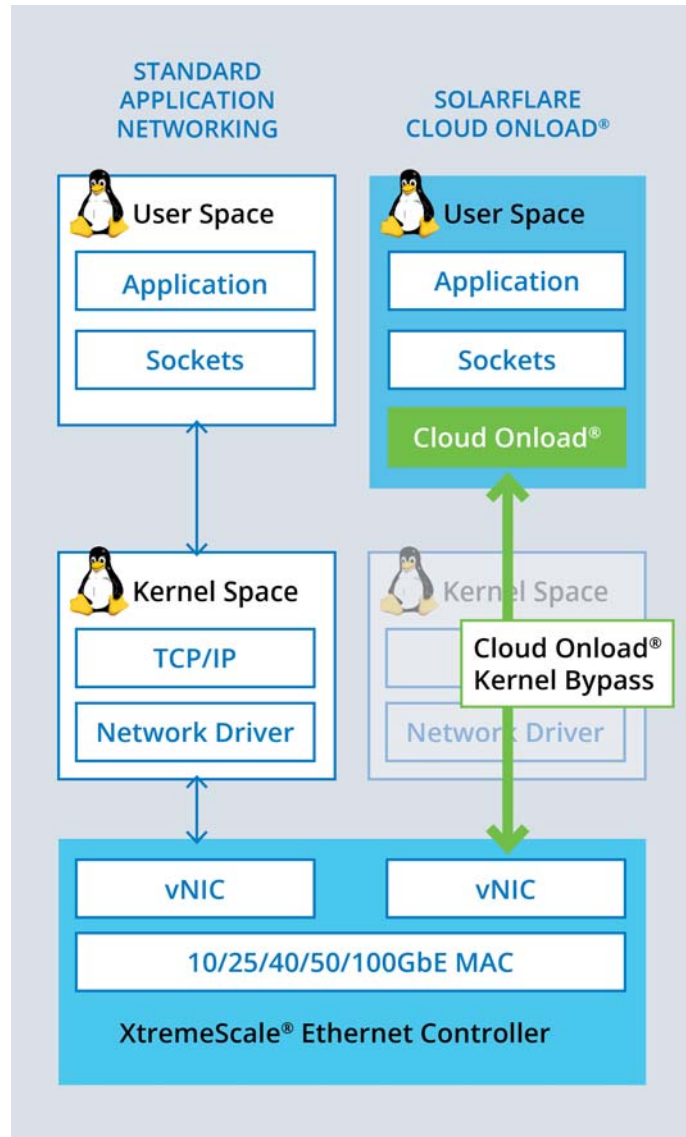 STANDARD
APPLICATION
NETWORKING
User Space
Application
Sockets
Kernel Space
TCP/IP
Network Driver
SOLARFLARE
CLOUD ONLOAD®
User Space
Application
Sockets
Cloud Onload®
Kernel Space
Cloud Onload®
Kernel Bypass
Network Driver
vNIC
vNIC
10/25/40/50/100GbE MAC
XtremeScale® Ethernet Controller